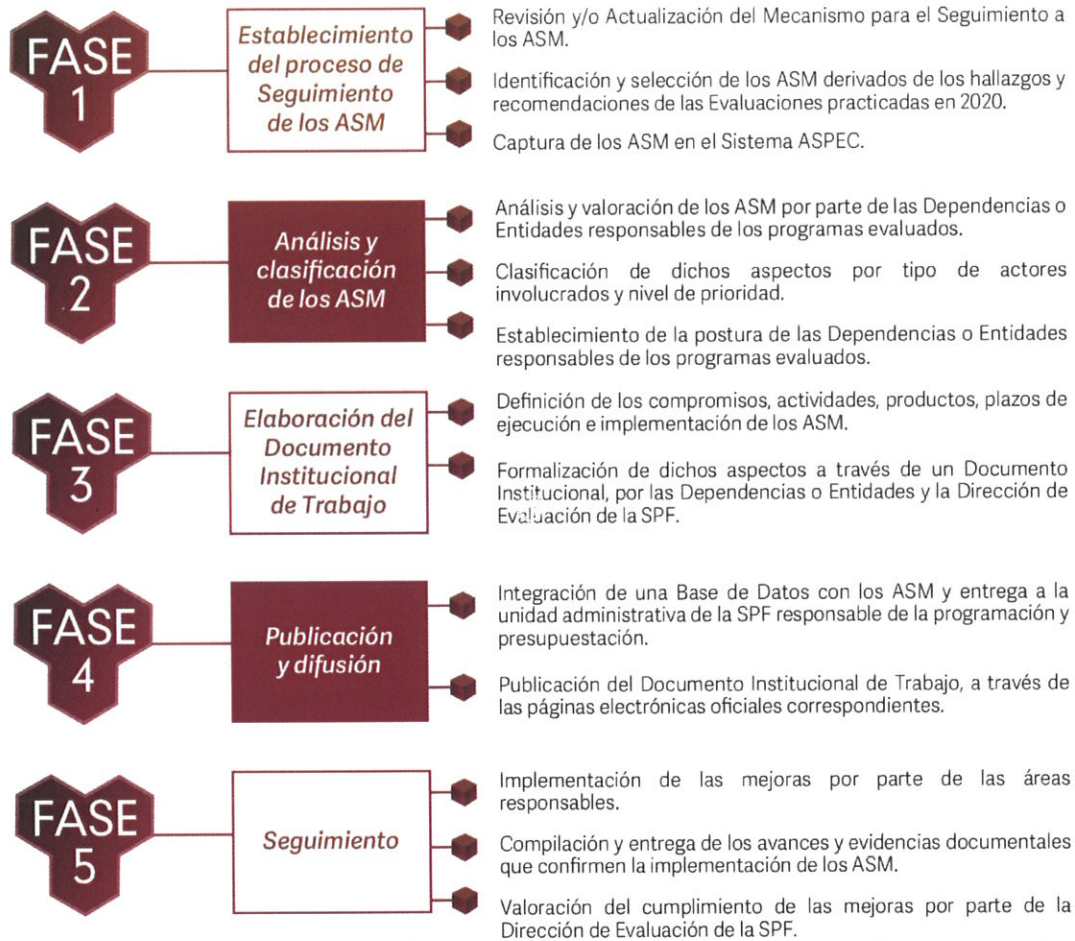 FASE
1
Establecimiento
del proceso de
Seguimiento
de los ASM
Revisión y/o Actualización del Mecanismo para el Seguimiento a
los ASM.
Identificación y selección de los ASM derivados de los hallazgos y
recomendaciones de las Evaluaciones practicadas en 2020.
Captura de los ASM en el Sistema ASPEC.
FASE
2
Análisis y
clasificación
de los ASM
Análisis y valoración de los ASM por parte de las Dependencias o
Entidades responsables de los programas evaluados.
Clasificación de dichos aspectos por tipo de actores
involucrados y nivel de prioridad.
Establecimiento de la postura de las Dependencias o Entidades
responsables de los programas evaluados.
FASE
3
Elaboración del
Documento
Institucional
de Trabajo
Definición de los compromisos, actividades, productos, plazos de
ejecución e implementación de los ASM.
Formalización de dichos aspectos a través de un Documento
Institucional, por las Dependencias o Entidades y la Dirección de
Evaluación de la SPF.
FASE
4
Publicación
y difusión
Integración de una Base de Datos con los ASM y entrega a la
unidad administrativa de la SPF responsable de la programación y
presupuestación.
Publicación del Documento Institucional de Trabajo, a través de
las páginas electrónicas oficiales correspondientes.
FASE
5
Seguimiento
Implementación de las mejoras por parte de las áreas
responsables.
Compilación y entrega de los avances y evidencias documentales
que confirmen la implementación de los ASM.
Valoración del cumplimiento de las mejoras por parte de la
Dirección de Evaluación de la SPF.